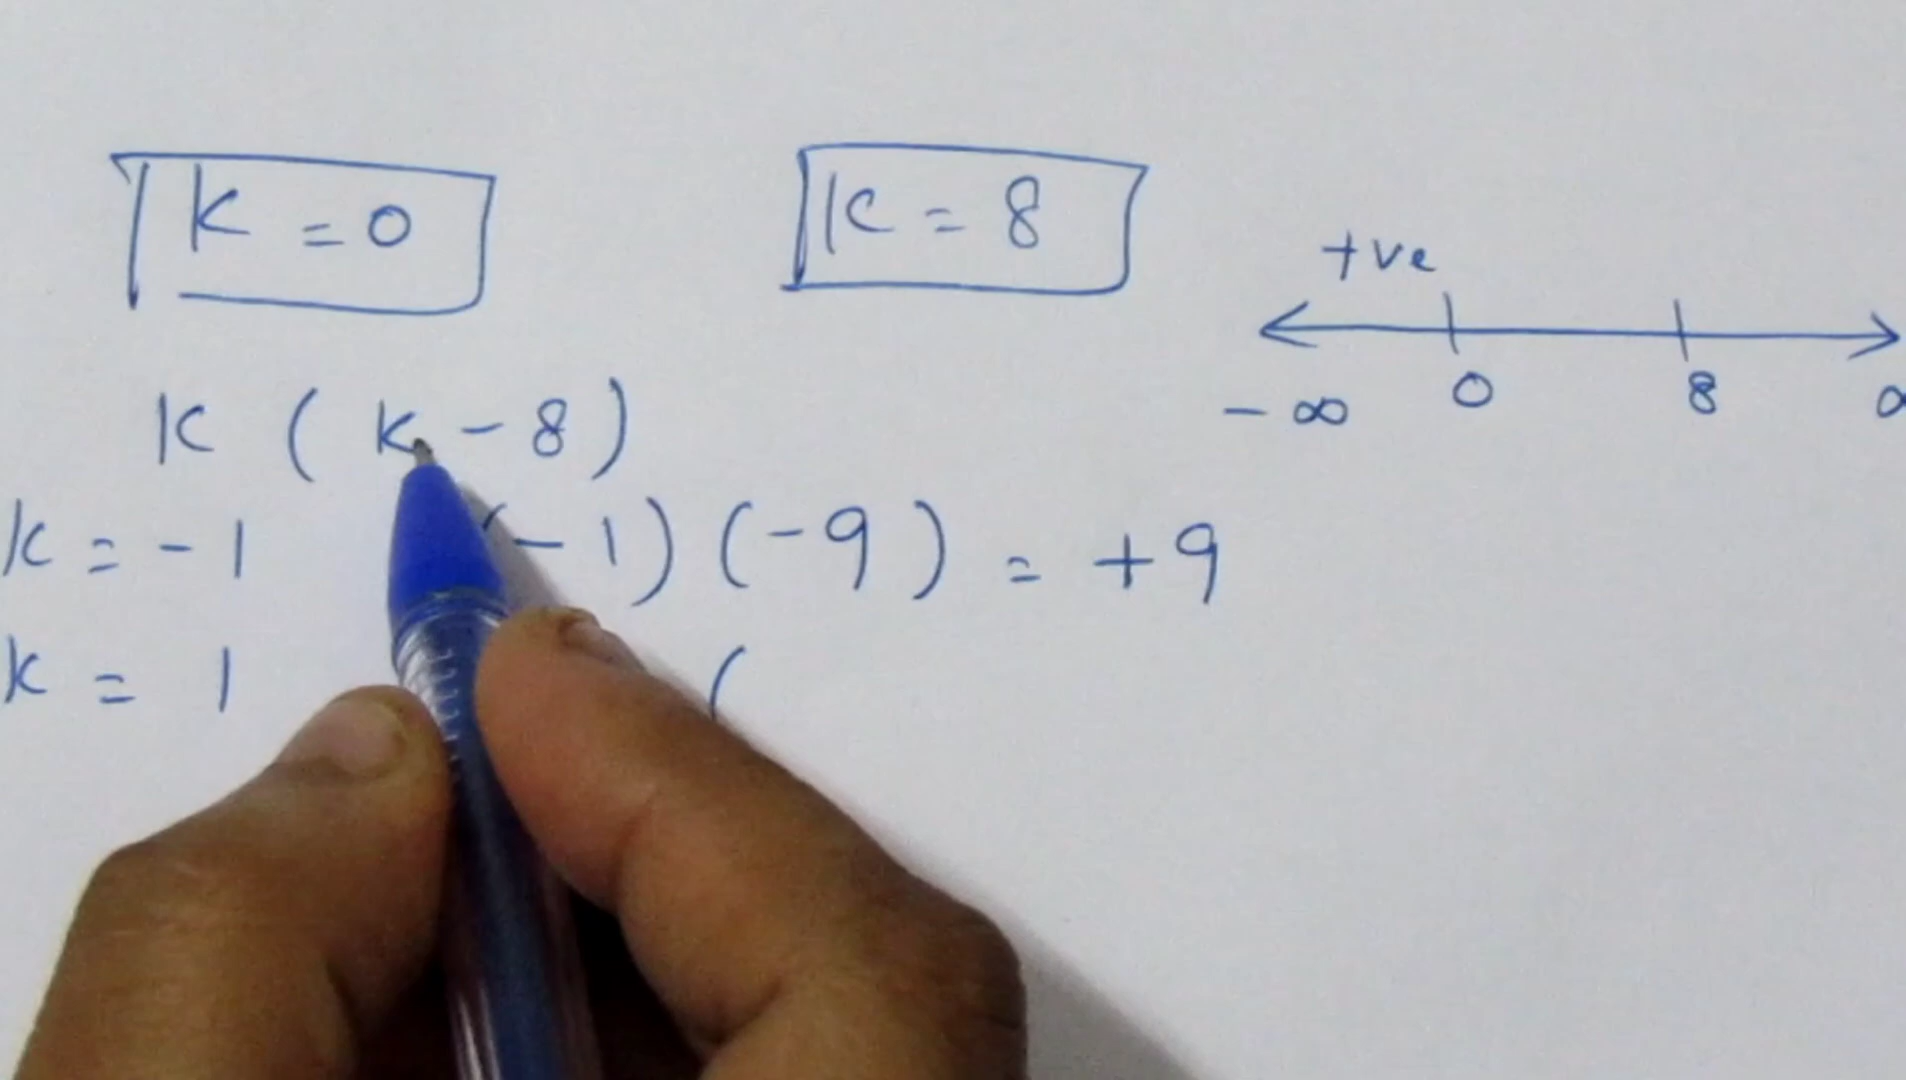 K = 0
K = 8
+ve
- ∞ 0 8
K ( K - 8 )
K = - 1 ( - 1 ) ( - 9 ) = + 9
K = 1 (